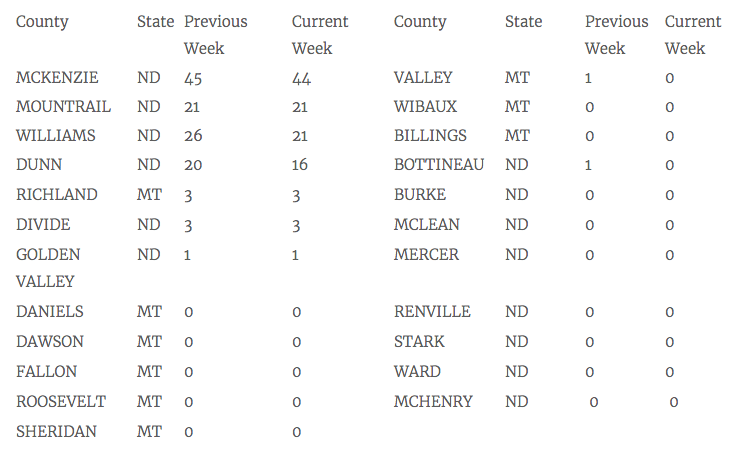 County State Previous Week Current Week County State Previous Week Current Week
MCKENZIE ND 45 44 VALLEY MT 1 0
MOUNTRAIL ND 21 21 WIBAUX MT 0 0
WILLIAMS ND 26 21 BILLINGS MT 0 0
DUNN ND 20 16 BOTTINEAU ND 1 0
RICHLAND MT 3 3 BURKE ND 0 0
DIVIDE ND 3 3 MCLEAN ND 0 0
GOLDEN VALLEY ND 1 1 MERCER ND 0 0
DANIELS MT 0 0 RENVILLE ND 0 0
DAWSON MT 0 0 STARK ND 0 0
FALLON MT 0 0 WARD ND 0 0
ROOSEVELT MT 0 0 MCHENRY ND 0 0
SHERIDAN MT 0 0